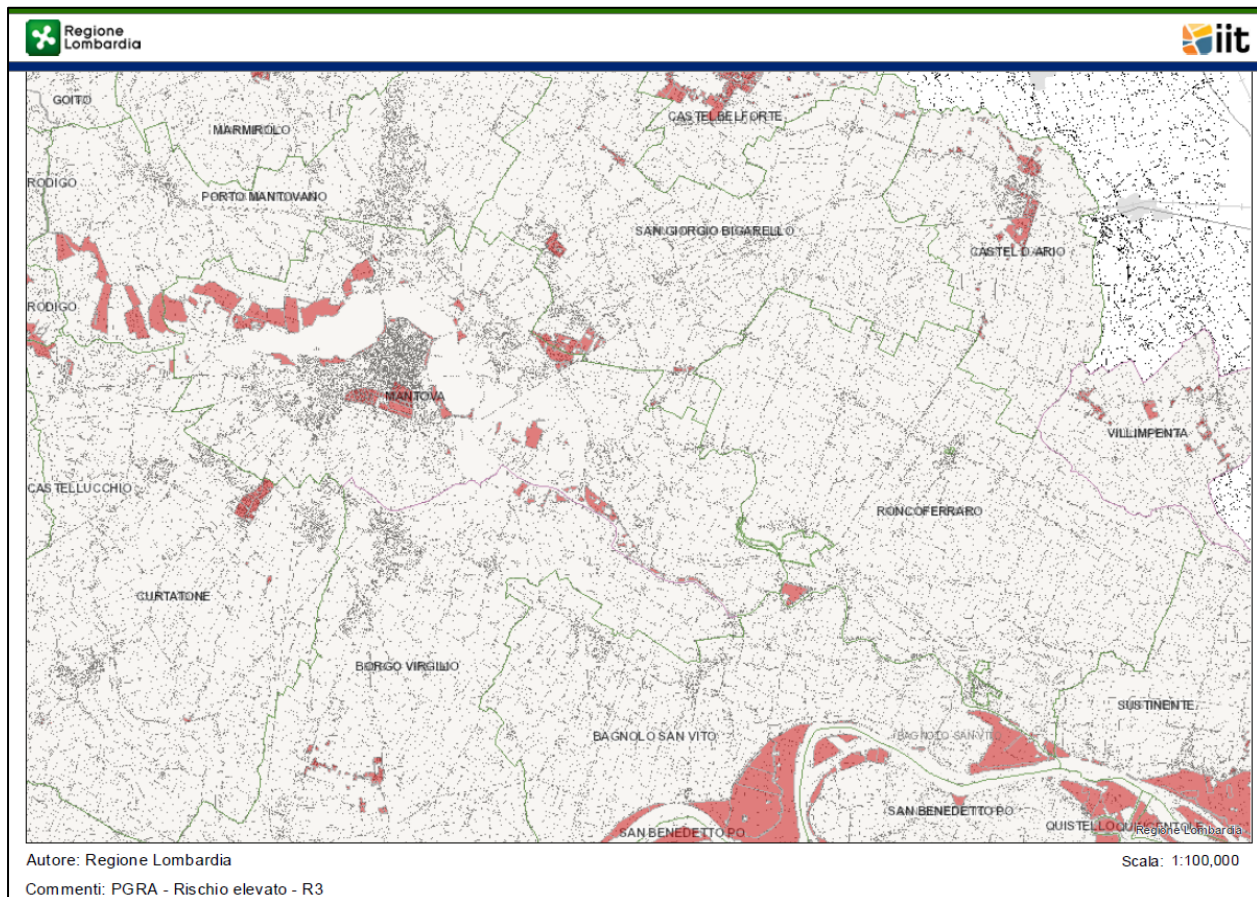 Regione
Lombardia
iit
GOITO
CASTELBELFORTE
MARMIROLO
RODIGO
PORTO MANTOVANO
SAN GIORGIO BIGARELLO
CASTEL D'ARIO
RODIGO
MANTOVA
VILLIMPENTA
CASTELLUCCHIO
RONCOFERRARO
CURTATONE
BORGO VIRGILIO
SUSTINENTE
BAGNOLO SAN VITO
BAGNOLO SAN VITO
SAN BENEDETTO PO
SAN BENEDETTO PO
QUISTELLO
QUINGENTOLE
Regione Lombardia
Autore: Regione Lombardia
Scala: 1:100,000
Commenti: PGRA - Rischio elevato - R3